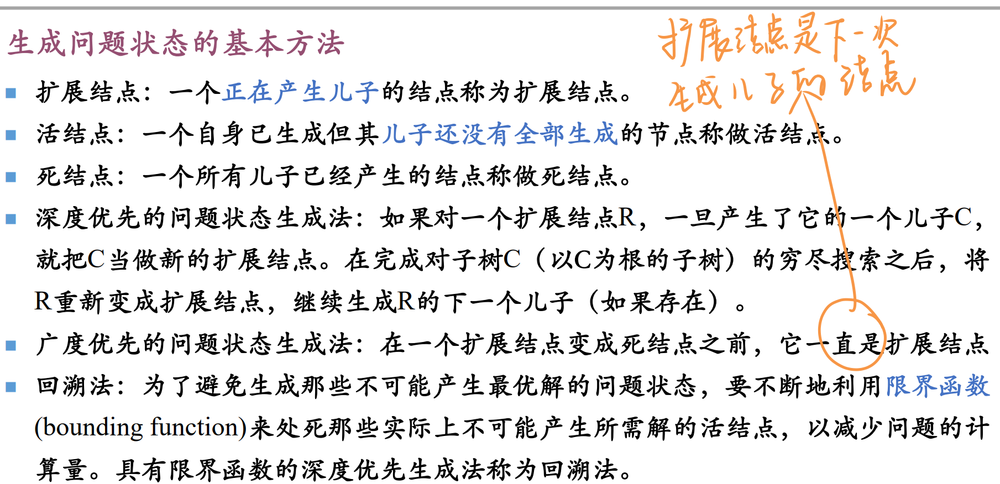 生成问题状态的基本方法
扩展结点是下一次
生成儿子的结点
扩展结点：一个正在产生儿子的结点称为扩展结点。
活结点：一个自身已生成但其儿子还没有全部生成的节点称做活结点。
死结点：一个所有儿子已经产生的结点称做死结点。
深度优先的问题状态生成法：如果对一个扩展结点R，一旦产生了它的一个儿子C，
就把C当做新的扩展结点。在完成对子树C（以C为根的子树）的穷尽搜索之后，将
R重新变成扩展结点，继续生成R的下一个儿子（如果存在）。
广度优先的问题状态生成法：在一个扩展结点变成死结点之前，它一直是扩展结点
回溯法：为了避免生成那些不可能产生最优解的问题状态，要不断地利用限界函数
(bounding function)来处死那些实际上不可能产生所需解的活结点，以减少问题的计
算量。具有限界函数的深度优先生成法称为回溯法。